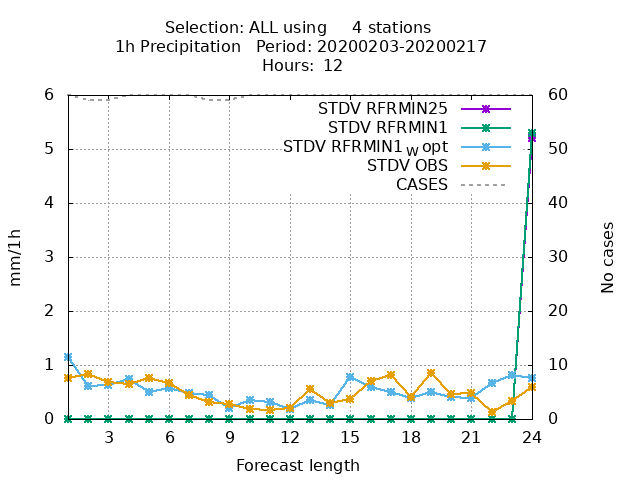 Selection: ALL using     4 stations
1h Precipitation   Period: 20200203-20200217
Hours:  12
6 60
STDV RFRMIN25
STDV RFRMIN1
5 50
STDV RFRMIN1 w opt
STDV OBS
CASES
4 40
3 30
2 20
1 10
0 0
mm/1h
No cases
3 6 9 12 15 18 21 24
Forecast length